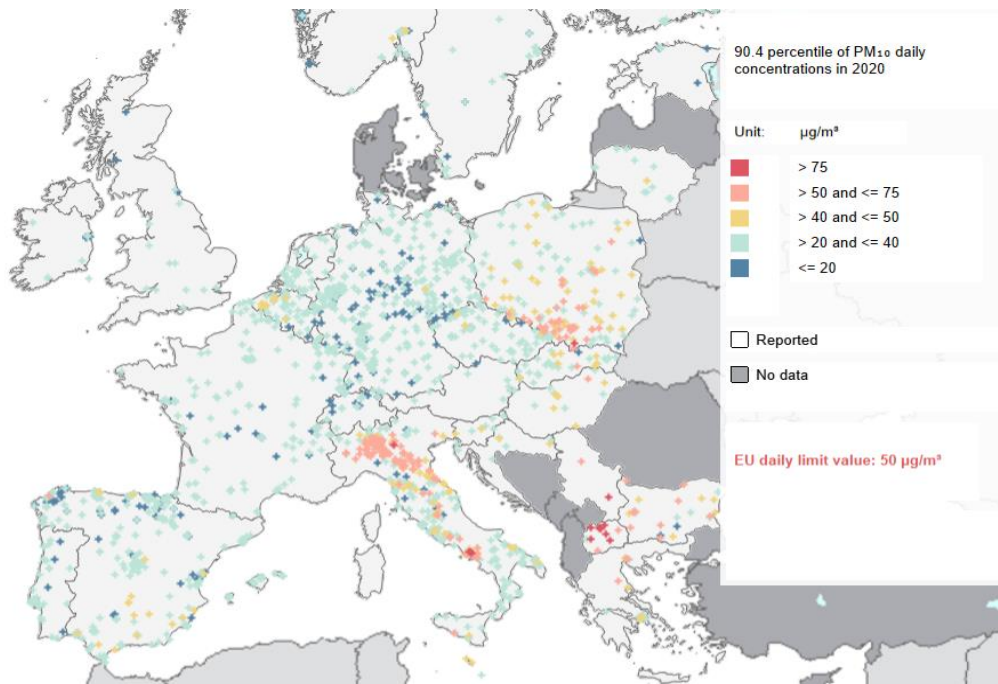 90.4 percentile of PM₁₀ daily
concentrations in 2020
Unit: µg/m³
> 75
> 50 and <= 75
> 40 and <= 50
> 20 and <= 40
<= 20
Reported
No data
EU daily limit value: 50 µg/m³